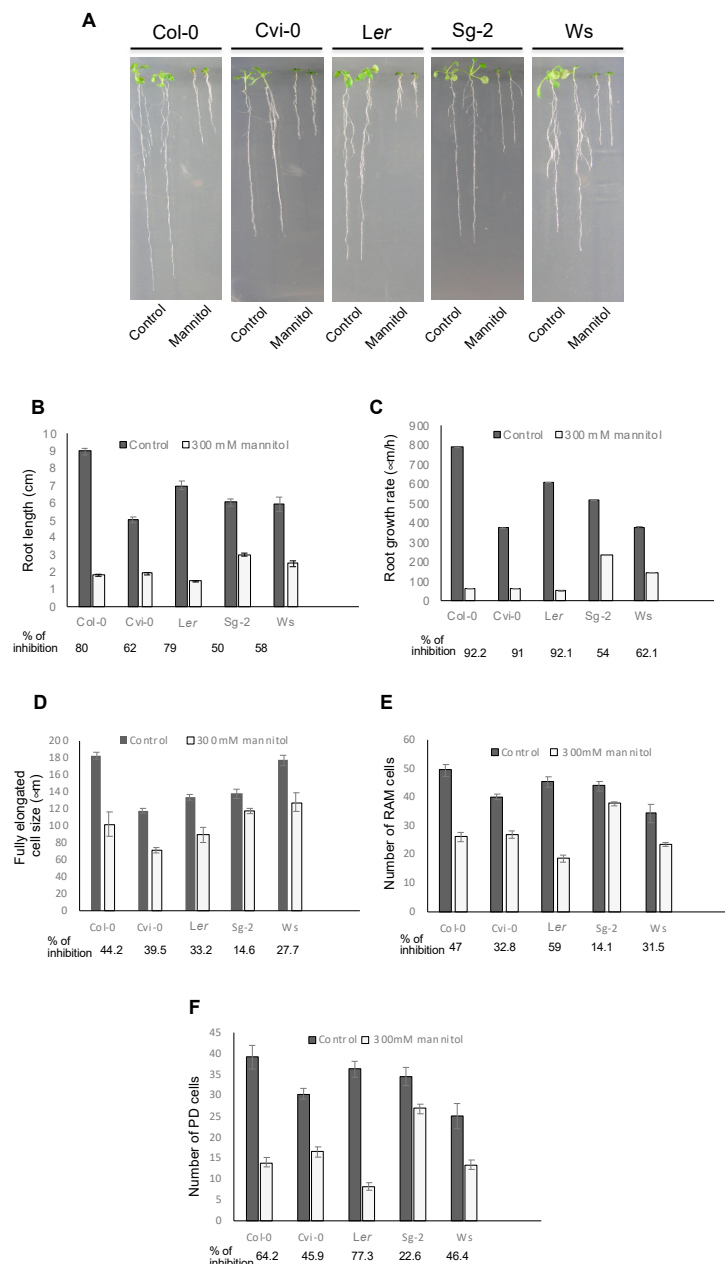 A
Col-0 Cvi-0 Ler Sg-2 Ws
Control Mannitol Control Mannitol Control Mannitol Control Mannitol Control Mannitol
B
Control 300 mM mannitol
Root length (cm)
10
9
8
7
6
5
4
3
2
1
0
Col-0 Cvi-0 Ler Sg-2 Ws
% of
inhibition 80 62 79 50 58
C
Control 300 mM mannitol
Root growth rate (∝m/h)
900
800
700
600
500
400
300
200
100
0
Col-0 Cvi-0 Ler Sg-2 Ws
% of
inhibition 92.2 91 92.1 54 62.1
D
Control 300mM mannitol
Fully elongated
cell size (∝m)
200
180
160
140
120
100
80
60
40
20
0
Col-0 Cvi-0 Ler Sg-2 Ws
% of
inhibition 44.2 39.5 33.2 14.6 27.7
E
Control 300mM mannitol
Number of RAM cells
60
50
40
30
20
10
0
Col-0 Cvi-0 Ler Sg-2 Ws
% of
inhibition 47 32.8 59 14.1 31.5
F
Control 300mM mannitol
Number of PD cells
45
40
35
30
25
20
15
10
5
0
Col-0 Cvi-0 Ler Sg-2 Ws
% of
inhibition 64.2 45.9 77.3 22.6 46.4